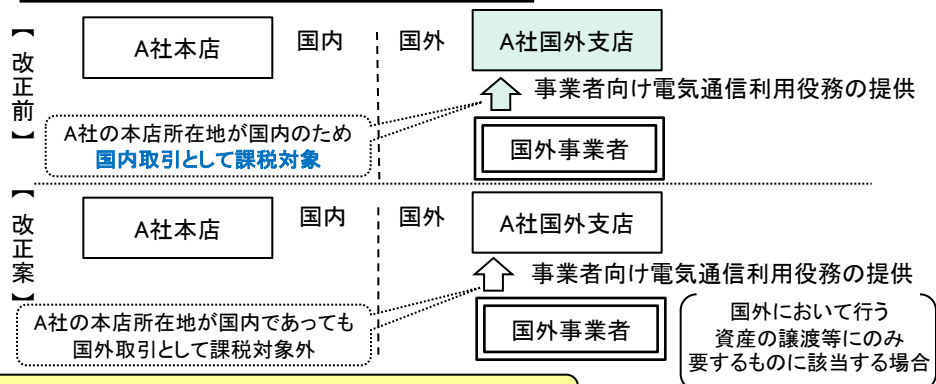 【改正前】
A社本店
国内
国外
A社国外支店
事業者向け電気通信利用役務の提供
A社の本店所在地が国内のため
国内取引として課税対象
国外事業者
【改正案】
A社本店
国内
国外
A社国外支店
事業者向け電気通信利用役務の提供
A社の本店所在地が国内であっても
国外取引として課税対象外
国外事業者
国外において行う
資産の譲渡等にのみ
要するものに該当する場合